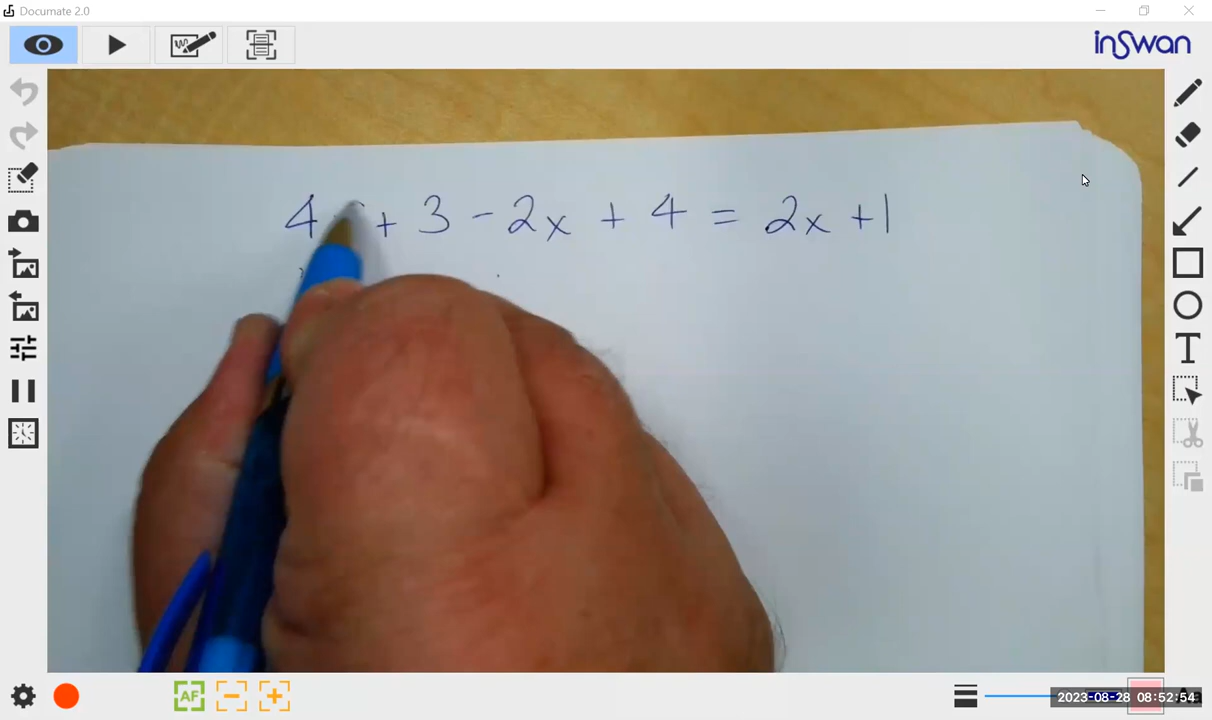 Documate 2.0
inSwan
4 + 3 - 2x + 4 = 2x + 1
T
AF
2023-08-28 08:52:54